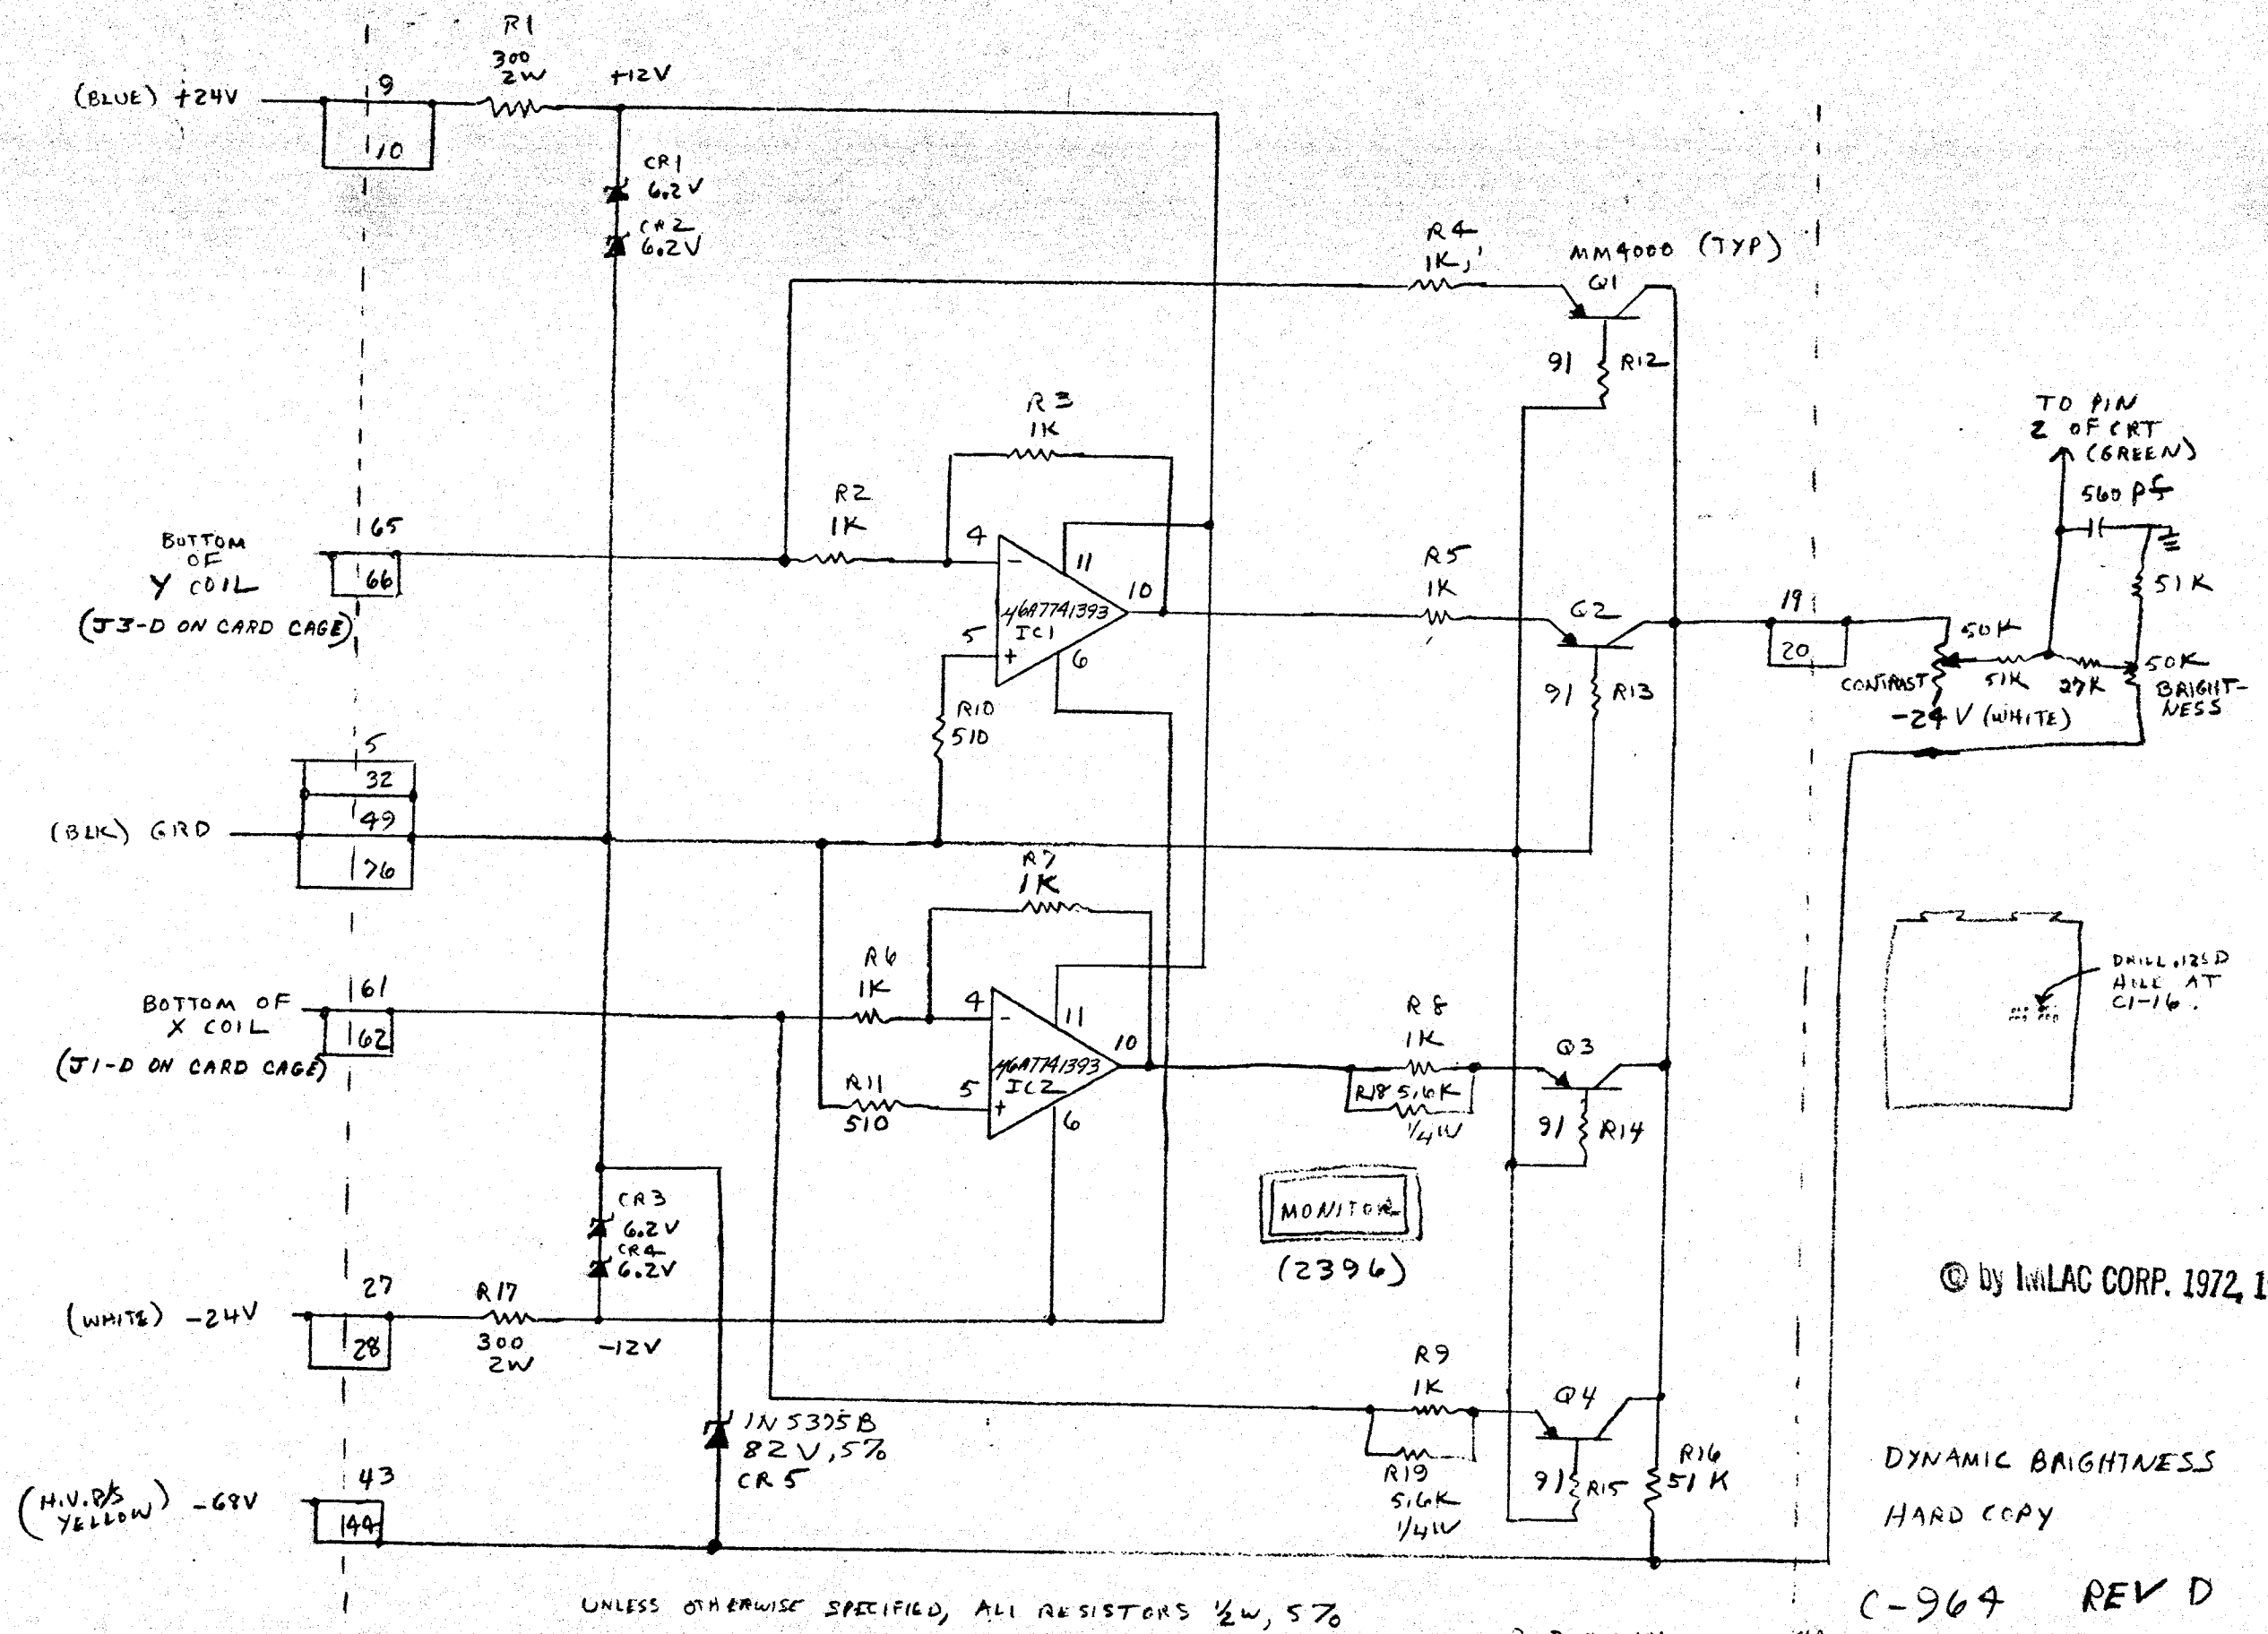 R1
300
2W
+12V
(BLUE) +24V
9
10
CR1
6.2V
CR2
6.2V
R4
1K
MM4000 (TYP)
Q1
91
R12
R3
1K
TO PIN
2 OF CRT
(GREEN)
560 pf
51K
BOTTOM
OF
Y COIL
(J3-D ON CARD CAGE)
65
66
R2
1K
4
-
11
10
IC1
5
+
6
R10
510
R5
1K
Q2
91
R13
19
20
50K
CONTRAST
51K
27K
50K
BRIGHT-
NESS
-24V (WHITE)
(BLK) GRD
5
32
49
76
R7
1K
BOTTOM OF
X COIL
(J1-D ON CARD CAGE)
61
62
R6
1K
4
-
11
10
IC2
5
+
6
R11
510
R8
1K
R18 5.6K
1/4W
Q3
91
R14
DRILL .125D
HOLE AT
C1-16.
MONITOR
(2396)
CR3
6.2V
CR4
6.2V
(WHITE) -24V
27
28
R17
300
2W
-12V
© by IMLAC CORP. 1972, 1
1N5375B
82V, 5%
CR5
R9
1K
R19
5.6K
1/4W
Q4
91
R15
R16
51K
(H.V.P/S
YELLOW) -68V
43
44
DYNAMIC BRIGHTNESS
HARD COPY
C-964 REV D
UNLESS OTHERWISE SPECIFIED, ALL RESISTORS 1/2W, 5%